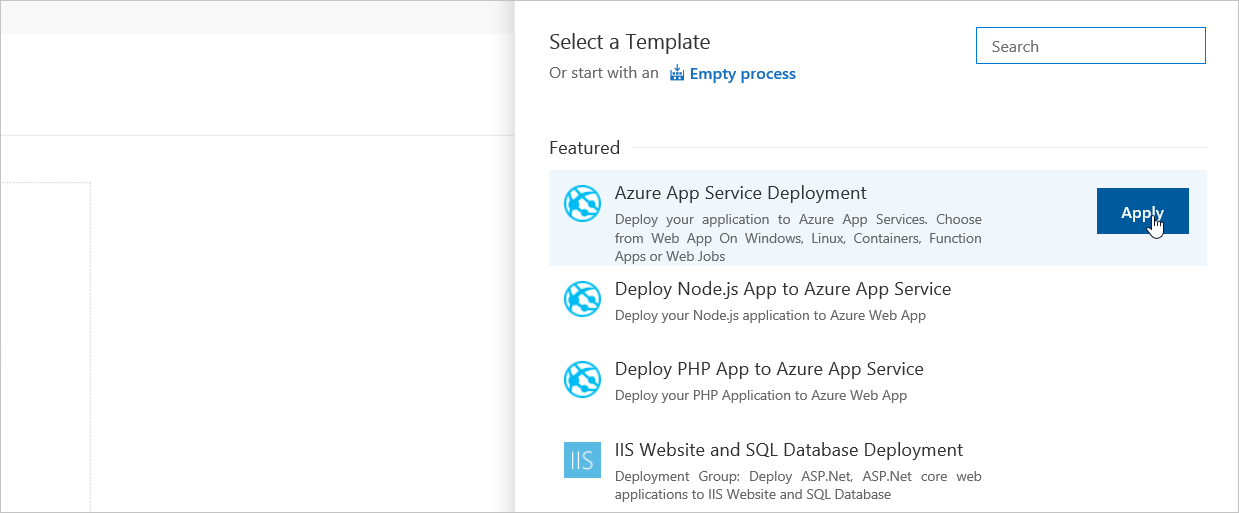 Select a Template
Search
Or start with an Empty process
Featured
Azure App Service Deployment
Apply
Deploy your application to Azure App Services. Choose
from Web App On Windows, Linux, Containers, Function
Apps or Web Jobs
Deploy Node.js App to Azure App Service
Deploy your Node.js application to Azure Web App
Deploy PHP App to Azure App Service
Deploy your PHP Application to Azure Web App
IIS
IIS Website and SQL Database Deployment
Deployment Group: Deploy ASP.Net, ASP.Net core web
applications to IIS Website and SQL Database